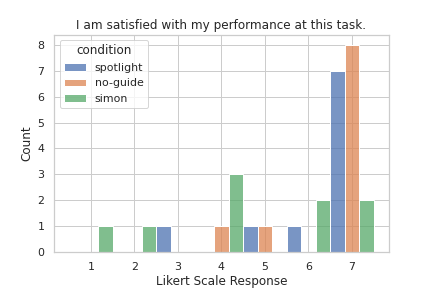 I am satisfied with my performance at this task.
condition
spotlight
no-guide
simon
8
7
6
5
4
3
2
1
0
Count
1 2 3 4 5 6 7
Likert Scale Response